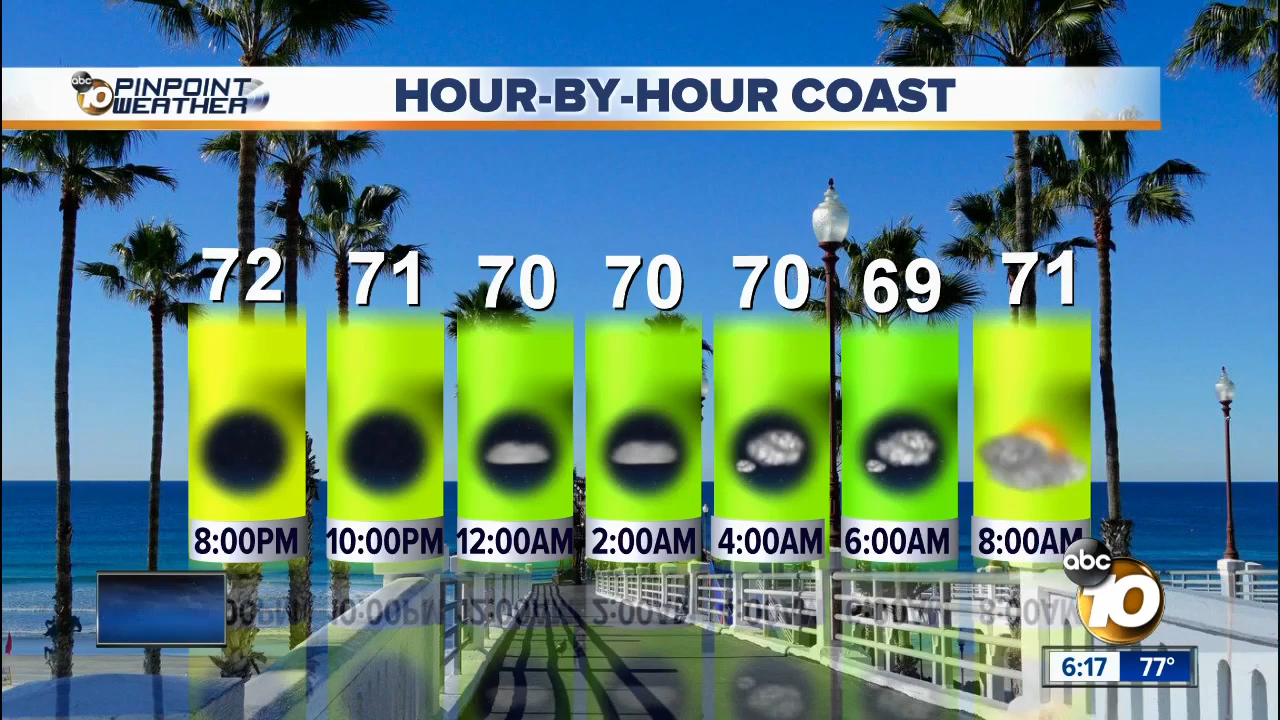 abc 10 PINPOINT WEATHER
HOUR-BY-HOUR COAST
72 71 70 70 70 69 71
8:00PM 10:00PM 12:00AM 2:00AM 4:00AM 6:00AM 8:00AM
abc 10
6:17 77°